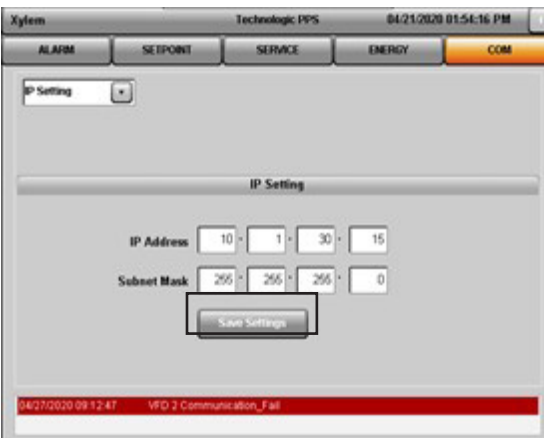 Xylem Technologic PPS 04/21/2020 01:54:16 PM
ALARM SETPOINT SERVICE ENERGY COM
IP Setting
IP Setting
IP Address 10 . 1 . 30 . 15
Subnet Mask 255 . 255 . 255 . 0
Save Settings
04/27/2020 09:12:47 VFD 2 Communication_Fail